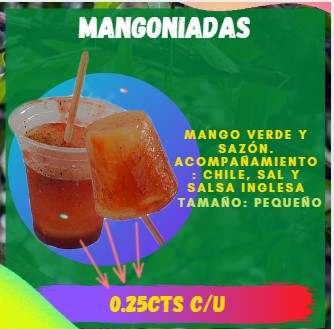 MANGONIADAS
MANGO VERDE Y
SAZÓN.
ACOMPAÑAMIENTO
: CHILE, SAL Y
SALSA INGLESA
TAMAÑO: PEQUEÑO
0.25CTS C/U